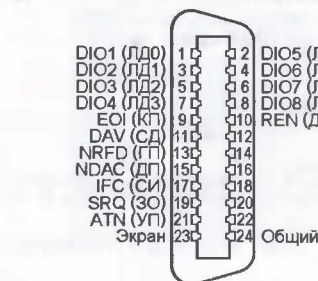 DIO1 (ЛД0) 1 2 DIO5
DIO2 (ЛД1) 3 4 DIO6
DIO3 (ЛД2) 5 6 DIO7
DIO4 (ЛД3) 7 8 DIO8
EOI (КП) 9 10 REN
DAV (СД) 11 12
NRFD (ГП) 13 14
NDAC (ДП) 15 16
IFC (СИ) 17 18
SRQ (ЗО) 19 20
ATN (УП) 21 22
Экран 23 24 Общий